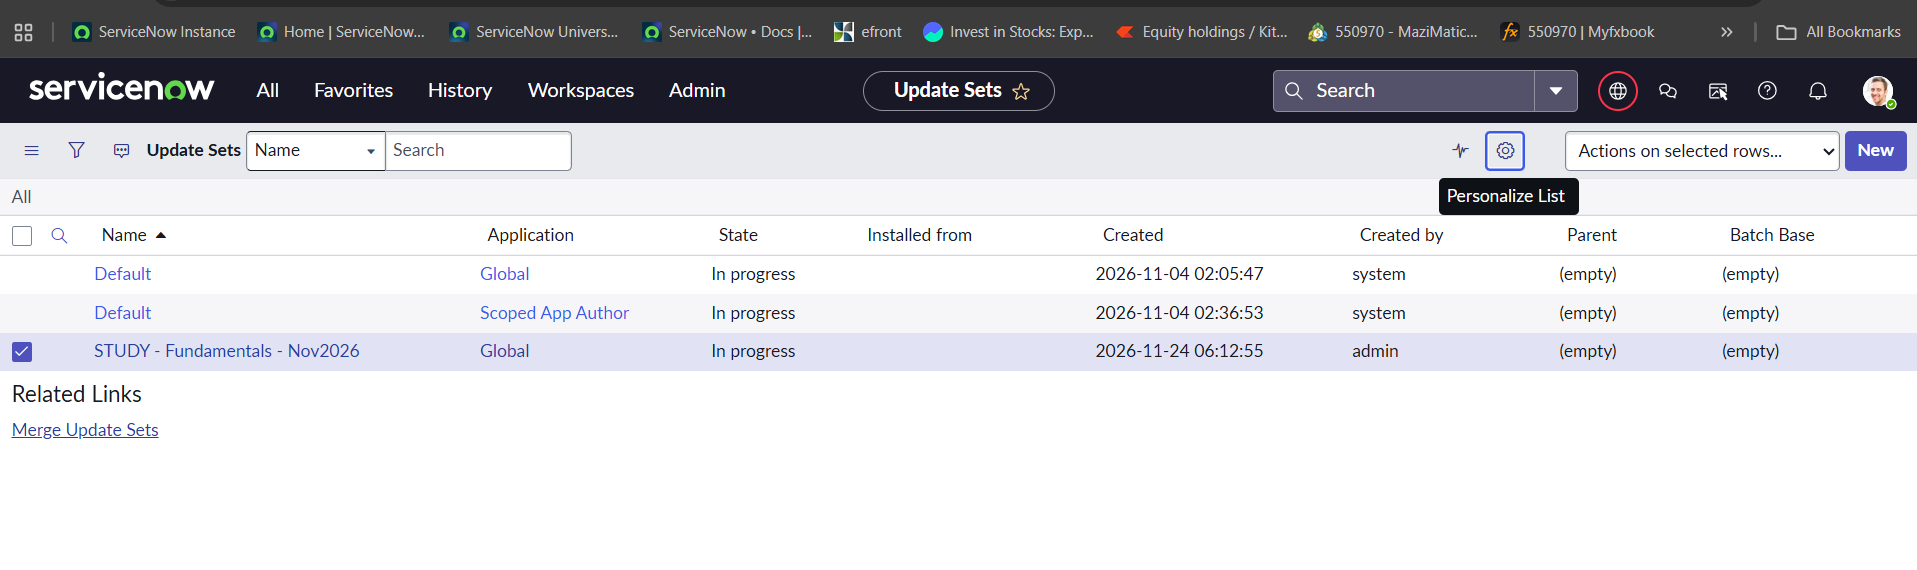 ServiceNow Instance Home | ServiceNow... ServiceNow Univers... ServiceNow • Docs |... efront Invest in Stocks: Exp... Equity holdings / Kit... 550970 - MaziMatic... fx 550970 | Myfxbook » All Bookmarks
servicenow All Favorites History Workspaces Admin Update Sets Search
Update Sets Name Search Actions on selected rows... New
Personalize List
All
Name Application State Installed from Created Created by Parent Batch Base
Default Global In progress 2026-11-04 02:05:47 system (empty) (empty)
Default Scoped App Author In progress 2026-11-04 02:36:53 system (empty) (empty)
STUDY - Fundamentals - Nov2026 Global In progress 2026-11-24 06:12:55 admin (empty) (empty)
Related Links
Merge Update Sets